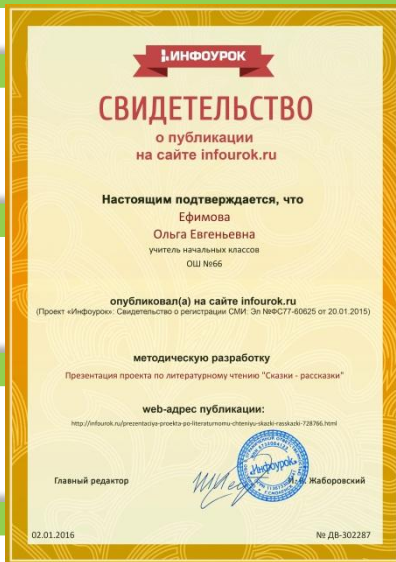 ИНФОУРОК
СВИДЕТЕЛЬСТВО
о публикации
на сайте infourok.ru
Настоящим подтверждается, что
Ефимова
Ольга Евгеньевна
учитель начальных классов
ОШ №66
опубликовал(а) на сайте infourok.ru
(Проект «Инфоурок»: Свидетельство о регистрации СМИ: Эл №ФС77-60625 от 20.01.2015)
методическую разработку
Презентация проекта по литературному чтению "Сказки - рассказки"
web-адрес публикации:
http://infourok.ru/prezentaciya-proekta-po-literaturnomu-chteniyu-skazki-rasskazki-728766.html
«Инфоурок»
Главный редактор
Жаборовский
02.01.2016
№ ДВ-302287